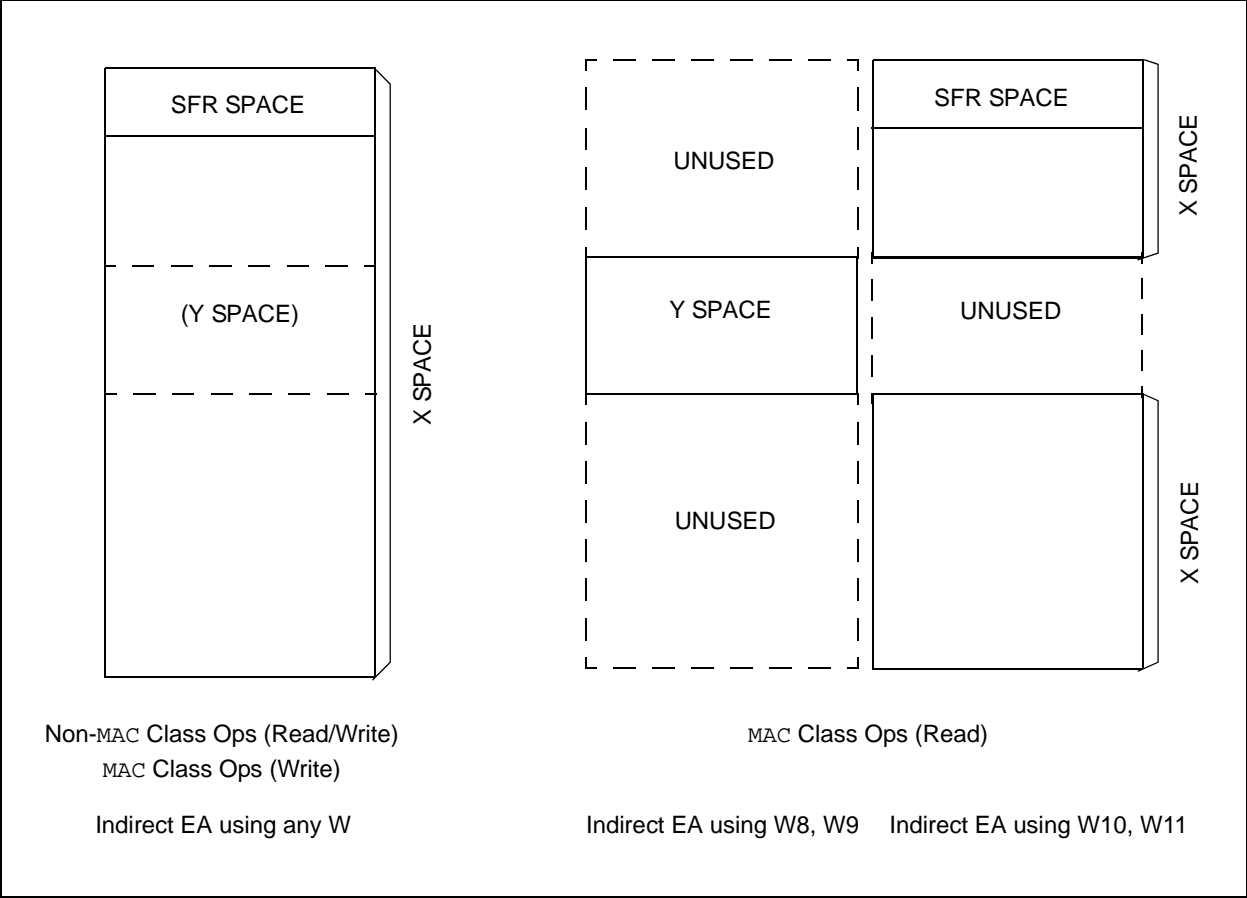 SFR SPACE
(Y SPACE)
X SPACE
Non-MAC Class Ops (Read/Write)
MAC Class Ops (Write)
Indirect EA using any W
UNUSED
Y SPACE
UNUSED
SFR SPACE
X SPACE
UNUSED
X SPACE
MAC Class Ops (Read)
Indirect EA using W8, W9
Indirect EA using W10, W11